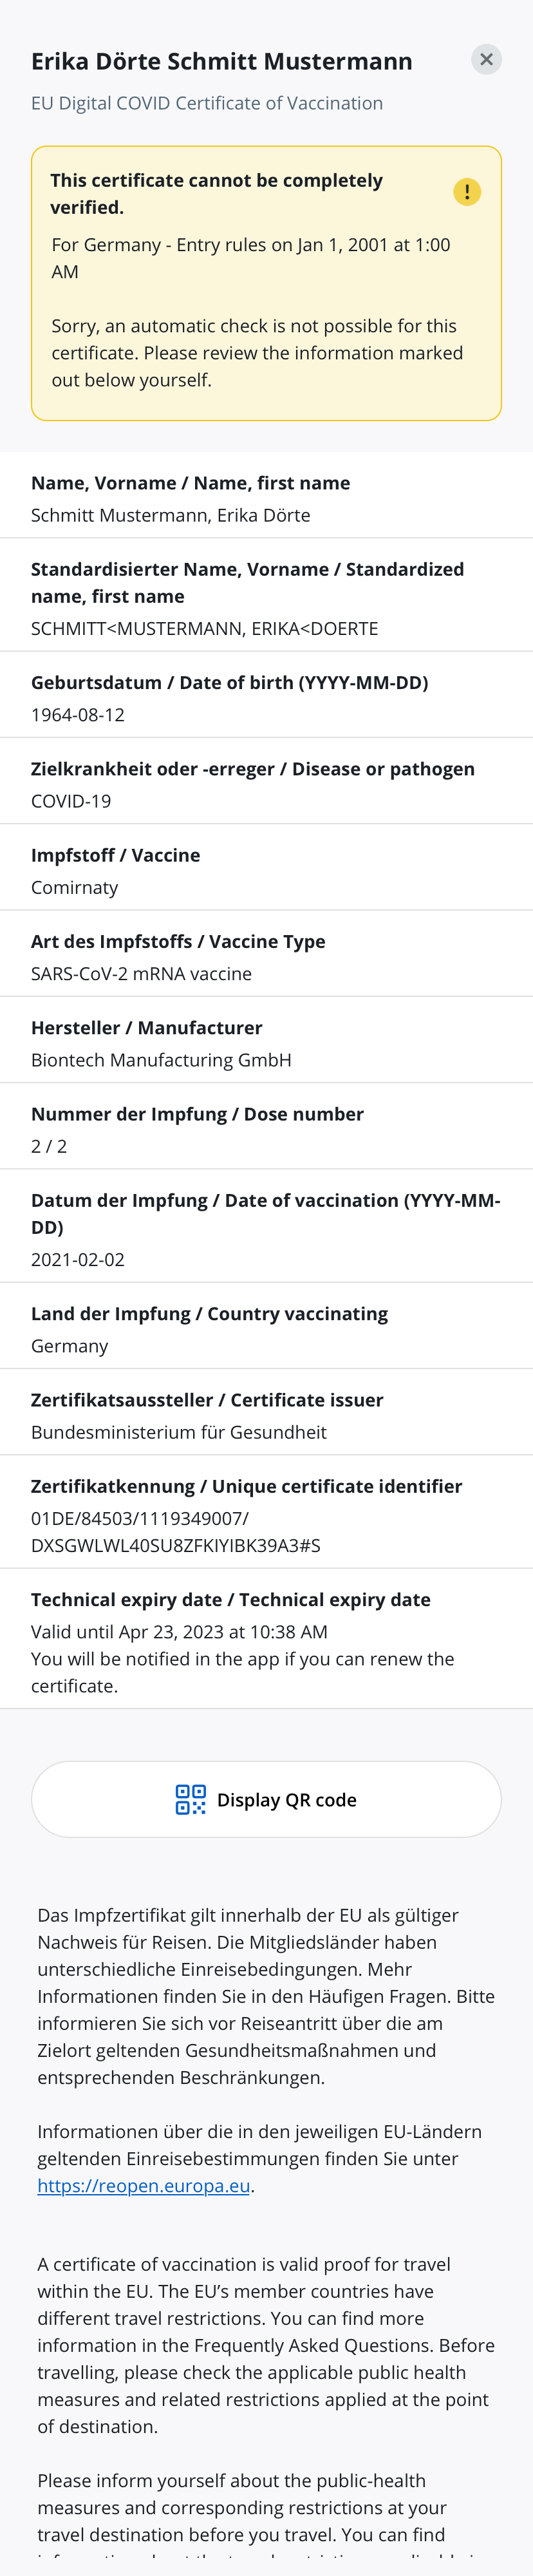 Erika Dörte Schmitt Mustermann
EU Digital COVID Certificate of Vaccination
This certificate cannot be completely
verified.
For Germany - Entry rules on Jan 1, 2001 at 1:00
AM
Sorry, an automatic check is not possible for this
certificate. Please review the information marked
out below yourself.
Name, Vorname / Name, first name
Schmitt Mustermann, Erika Dörte
Standardisierter Name, Vorname / Standardized
name, first name
SCHMITT<MUSTERMANN, ERIKA<DOERTE
Geburtsdatum / Date of birth (YYYY-MM-DD)
1964-08-12
Zielkrankheit oder -erreger / Disease or pathogen
COVID-19
Impfstoff / Vaccine
Comirnaty
Art des Impfstoffs / Vaccine Type
SARS-CoV-2 mRNA vaccine
Hersteller / Manufacturer
Biontech Manufacturing GmbH
Nummer der Impfung / Dose number
2 / 2
Datum der Impfung / Date of vaccination (YYYY-MM-
DD)
2021-02-02
Land der Impfung / Country vaccinating
Germany
Zertifikatsaussteller / Certificate issuer
Bundesministerium für Gesundheit
Zertifikatkennung / Unique certificate identifier
01DE/84503/1119349007/
DXSGWLWL40SU8ZFKIYIBK39A3#S
Technical expiry date / Technical expiry date
Valid until Apr 23, 2023 at 10:38 AM
You will be notified in the app if you can renew the
certificate.
Display QR code
Das Impfzertifikat gilt innerhalb der EU als gültiger
Nachweis für Reisen. Die Mitgliedsländer haben
unterschiedliche Einreisebedingungen. Mehr
Informationen finden Sie in den Häufigen Fragen. Bitte
informieren Sie sich vor Reiseantritt über die am
Zielort geltenden Gesundheitsmaßnahmen und
entsprechenden Beschränkungen.
Informationen über die in den jeweiligen EU-Ländern
geltenden Einreisebestimmungen finden Sie unter
https://reopen.europa.eu.
A certificate of vaccination is valid proof for travel
within the EU. The EU’s member countries have
different travel restrictions. You can find more
information in the Frequently Asked Questions. Before
travelling, please check the applicable public health
measures and related restrictions applied at the point
of destination.
Please inform yourself about the public-health
measures and corresponding restrictions at your
travel destination before you travel. You can find